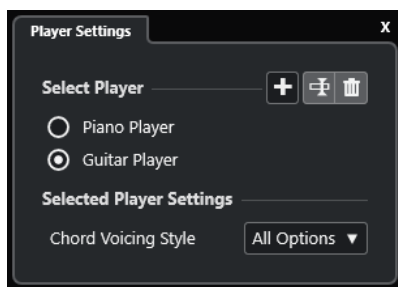 Player Settings
x
Select Player
Piano Player
Guitar Player
Selected Player Settings
Chord Voicing Style All Options